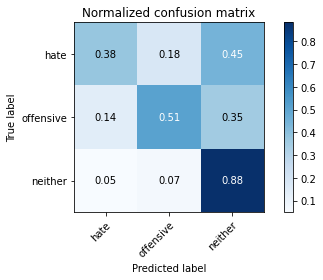 Normalized confusion matrix
True label
hate 0.38 0.18 0.45
offensive 0.14 0.51 0.35
neither 0.05 0.07 0.88
hate offensive neither
Predicted label
0.8
0.7
0.6
0.5
0.4
0.3
0.2
0.1